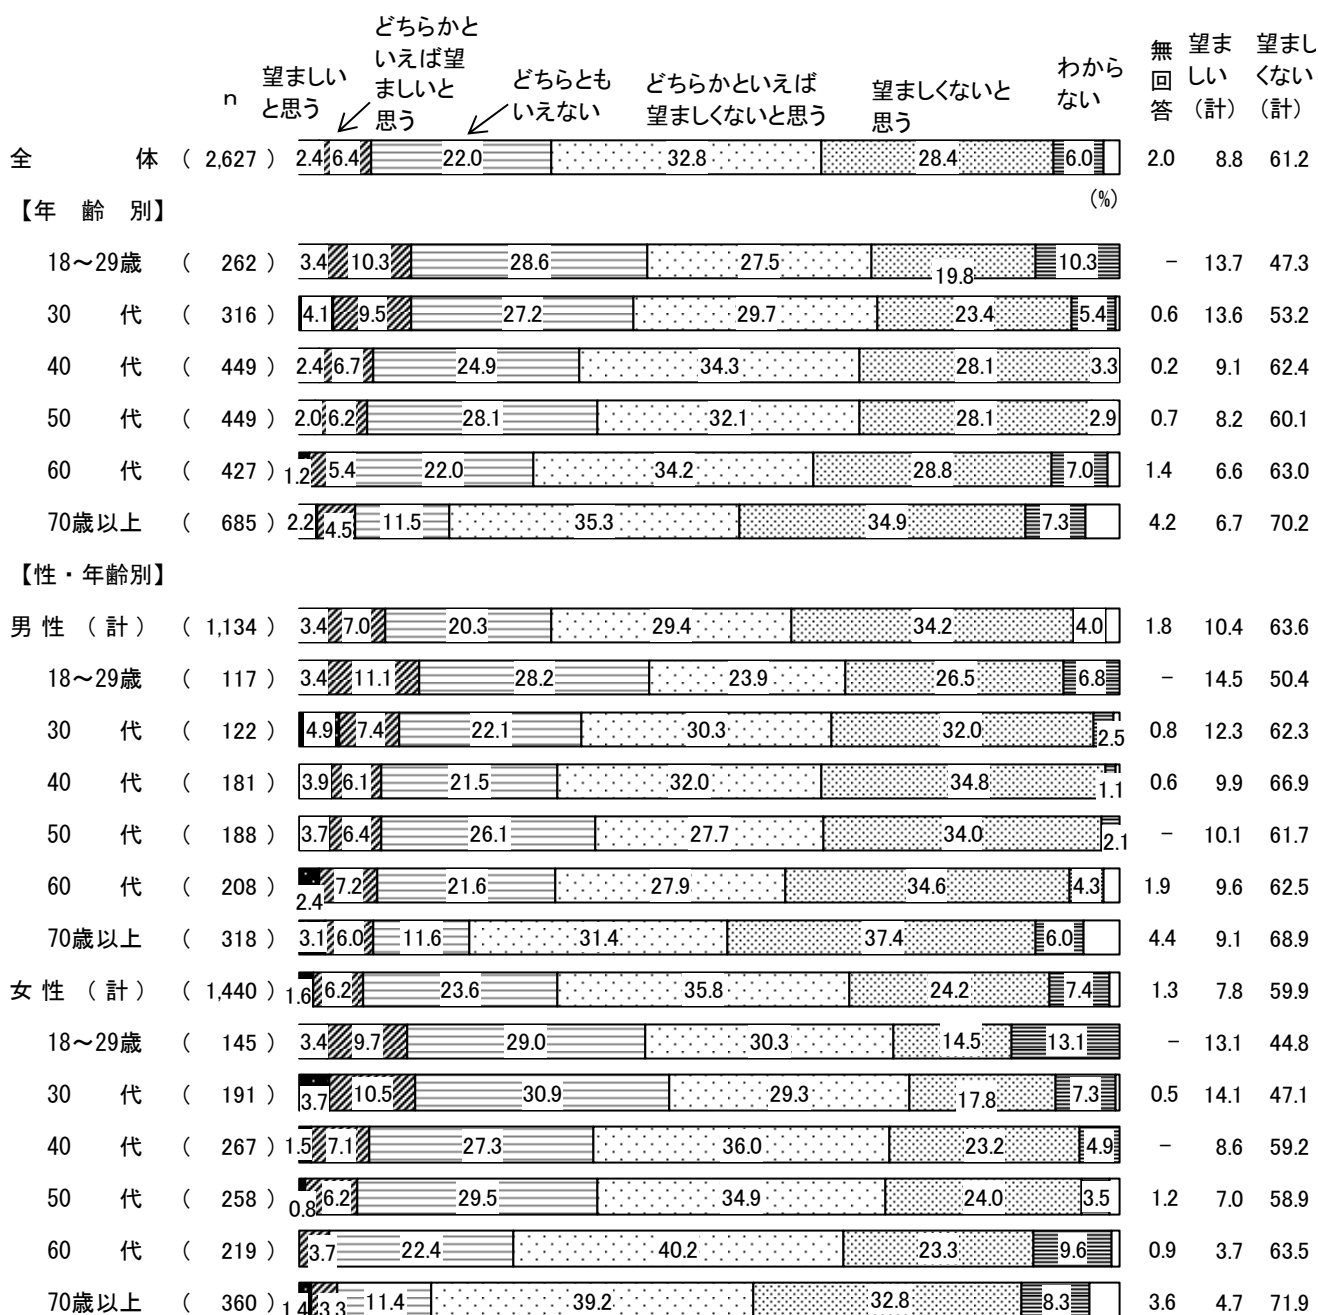 n
望ましい
と思う
どちらかと
いえば望
ましいと
思う
どちらとも
いえない
どちらかといえば
望ましくないと思う
望ましくないと
思う
わから
ない
無
回
答
望ま
しい
（計）
望まし
くない
（計）
全 体 ( 2,627 ) 2.4 6.4 22.0 32.8 28.4 6.0 2.0 8.8 61.2
(%)
【年 齢 別】
18～29歳 ( 262 ) 3.4 10.3 28.6 27.5 19.8 10.3 － 13.7 47.3
30 代 ( 316 ) 4.1 9.5 27.2 29.7 23.4 5.4 0.6 13.6 53.2
40 代 ( 449 ) 2.4 6.7 24.9 34.3 28.1 3.3 0.2 9.1 62.4
50 代 ( 449 ) 2.0 6.2 28.1 32.1 28.1 2.9 0.7 8.2 60.1
60 代 ( 427 ) 1.2 5.4 22.0 34.2 28.8 7.0 1.4 6.6 63.0
70歳以上 ( 685 ) 2.2 4.5 11.5 35.3 34.9 7.3 4.2 6.7 70.2
【性・年齢別】
男 性 （ 計 ） ( 1,134 ) 3.4 7.0 20.3 29.4 34.2 4.0 1.8 10.4 63.6
18～29歳 ( 117 ) 3.4 11.1 28.2 23.9 26.5 6.8 － 14.5 50.4
30 代 ( 122 ) 4.9 7.4 22.1 30.3 32.0 2.5 0.8 12.3 62.3
40 代 ( 181 ) 3.9 6.1 21.5 32.0 34.8 1.1 0.6 9.9 66.9
50 代 ( 188 ) 3.7 6.4 26.1 27.7 34.0 2.1 － 10.1 61.7
60 代 ( 208 ) 2.4 7.2 21.6 27.9 34.6 4.3 1.9 9.6 62.5
70歳以上 ( 318 ) 3.1 6.0 11.6 31.4 37.4 6.0 4.4 9.1 68.9
女 性 （ 計 ） ( 1,440 ) 1.6 6.2 23.6 35.8 24.2 7.4 1.3 7.8 59.9
18～29歳 ( 145 ) 3.4 9.7 29.0 30.3 14.5 13.1 － 13.1 44.8
30 代 ( 191 ) 3.7 10.5 30.9 29.3 17.8 7.3 0.5 14.1 47.1
40 代 ( 267 ) 1.5 7.1 27.3 36.0 23.2 4.9 － 8.6 59.2
50 代 ( 258 ) 0.8 6.2 29.5 34.9 24.0 3.5 1.2 7.0 58.9
60 代 ( 219 ) 3.7 22.4 40.2 23.3 9.6 0.9 3.7 63.5
70歳以上 ( 360 ) 1.4 3.3 11.4 39.2 32.8 8.3 3.6 4.7 71.9